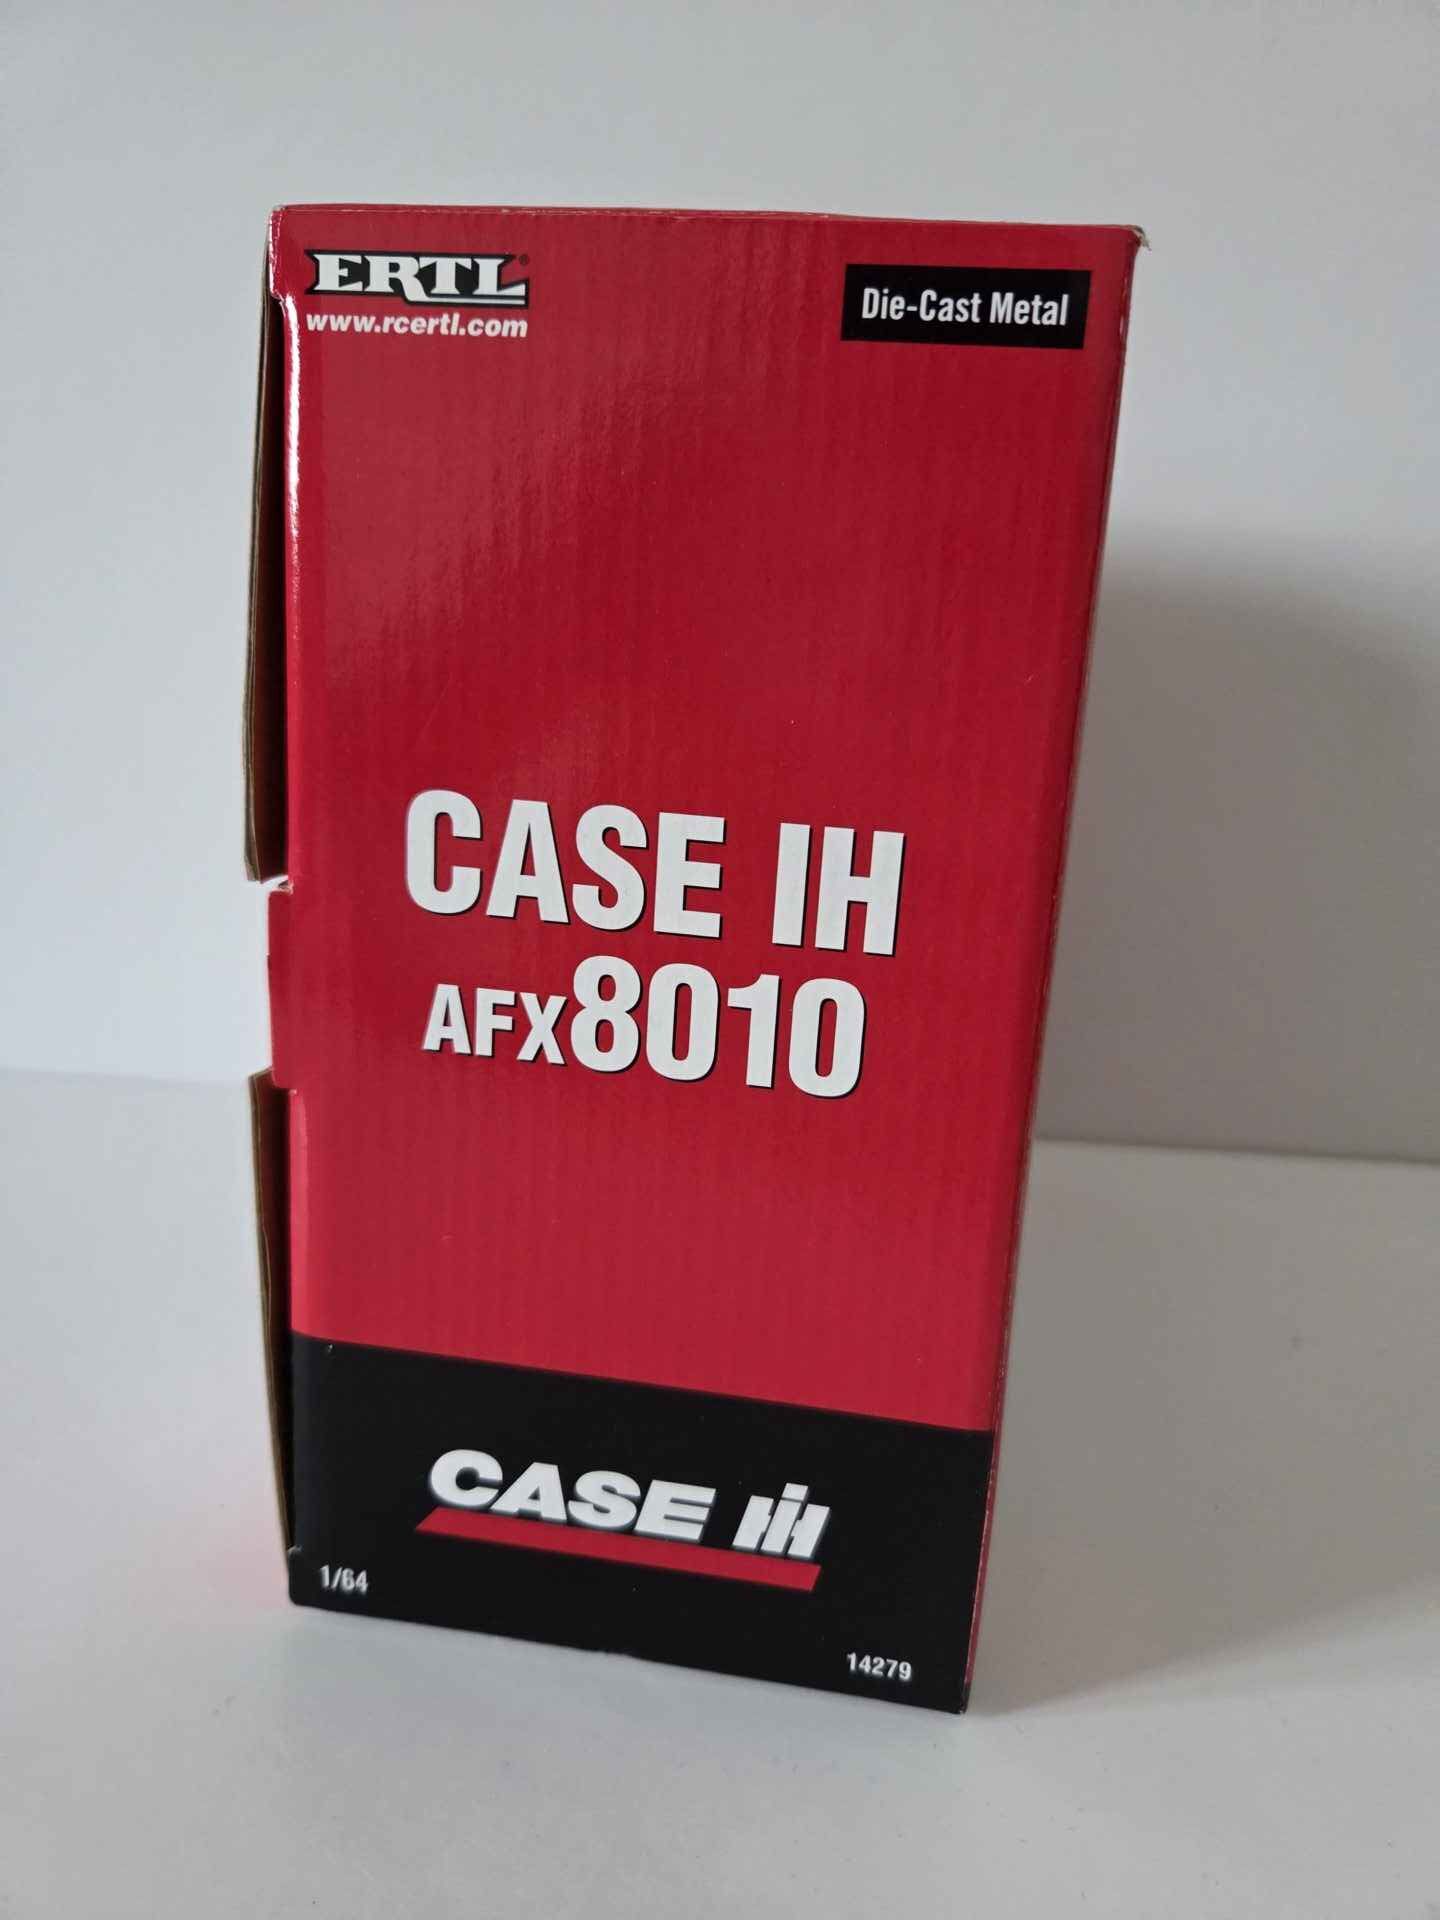 ERTL®
www.rcertl.com
Die-Cast Metal
CASE IH
AFX8010
CASE IH
1/64
14279